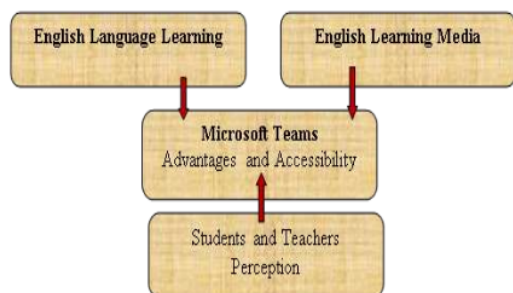 English Language Learning
English Learning Media
Microsoft Teams
Advantages and Accessibility
Students and Teachers
Perception